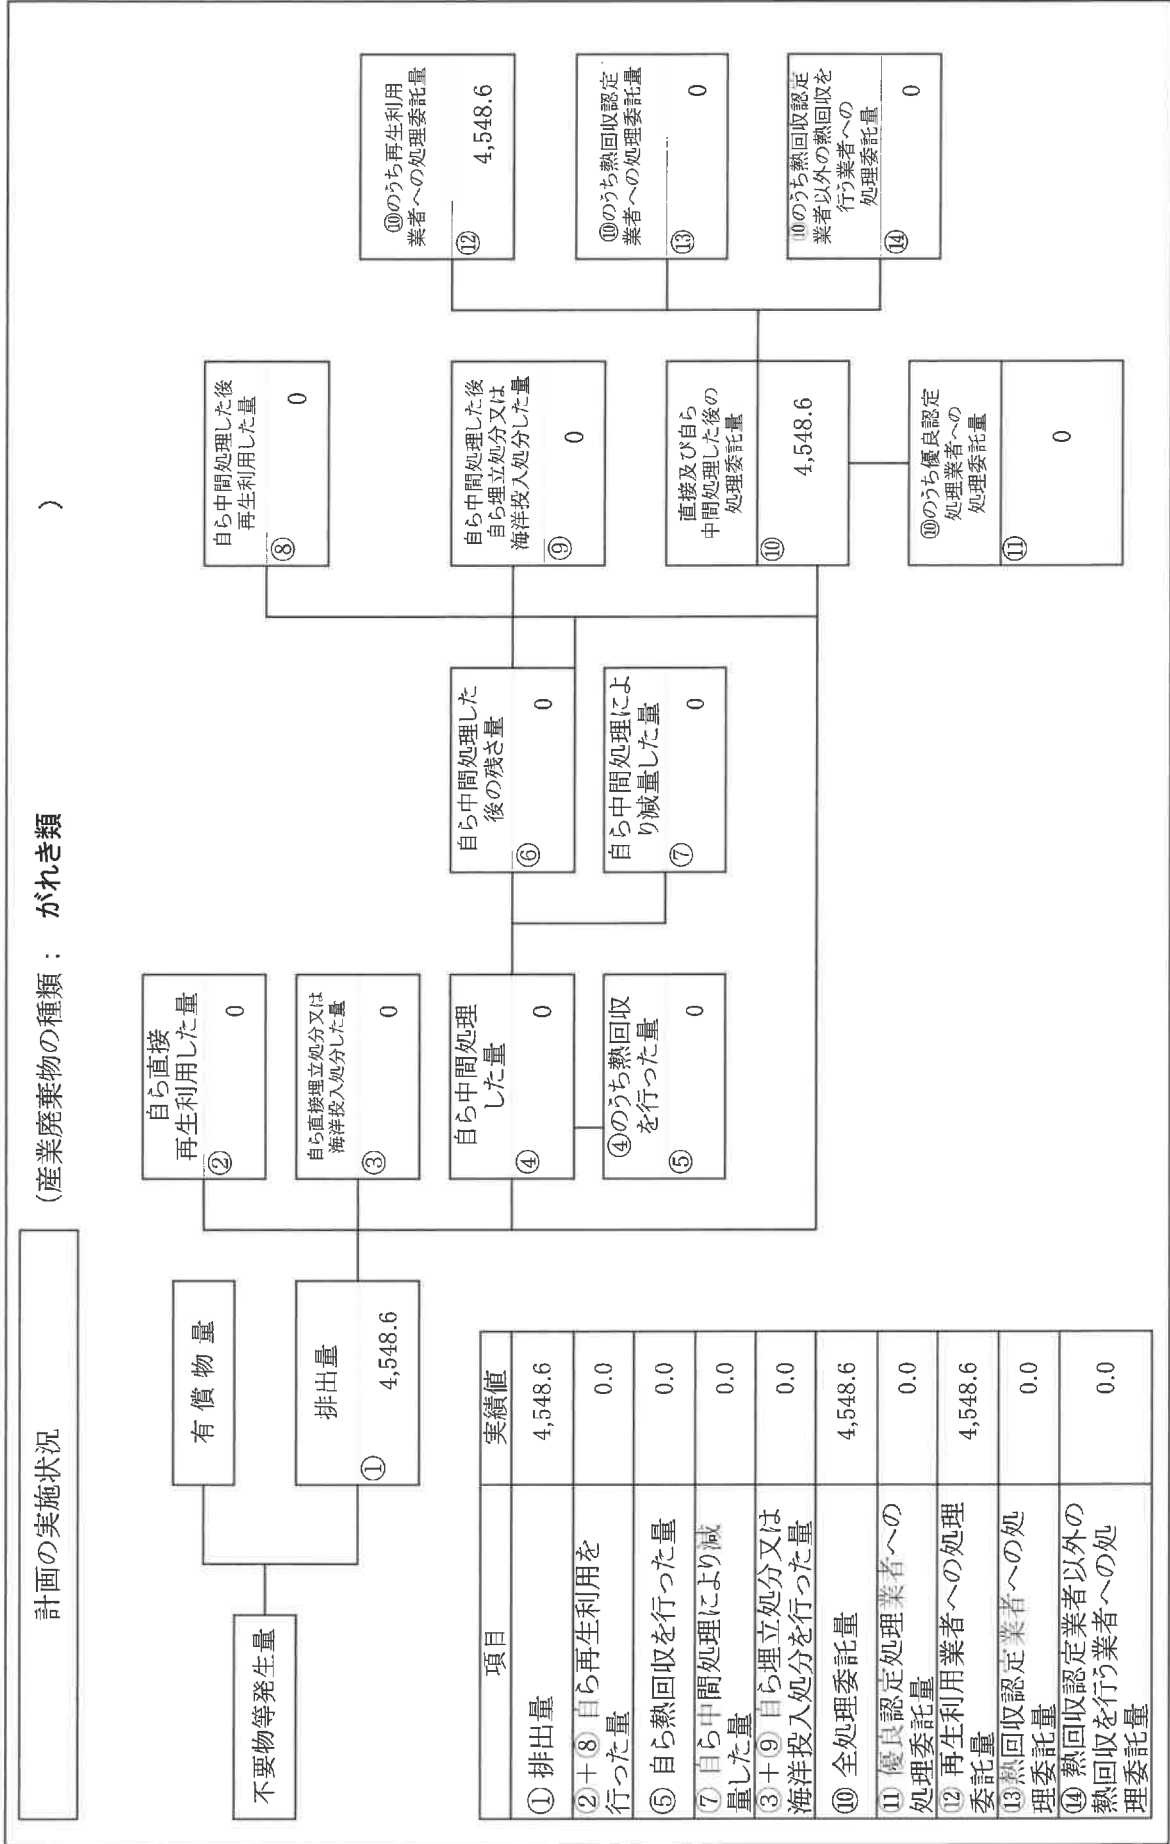 計画の実施状況
(産業廃棄物の種類： がれき類 )
不要物等発生量
有償物量
排出量
①
4,548.6
自ら直接
再生利用した量
②
0
自ら直接埋立処分又は
海洋投入処分した量
③
0
自ら中間処理
した量
④
0
④のうち熱回収
を行った量
⑤
0
自ら中間処理した
後の残さ量
⑥
0
自ら中間処理によ
り減量した量
⑦
0
自ら中間処理した後
再生利用した量
⑧
0
自ら中間処理した後
自ら埋立処分又は
海洋投入処分した量
⑨
0
直接及び自ら
中間処理した後の
処理委託量
⑩
4,548.6
⑩のうち優良認定
処理業者への
処理委託量
⑪
0
⑩のうち再生利用
業者への処理委託量
⑫
4,548.6
⑩のうち熱回収認定
業者への処理委託量
⑬
0
⑩のうち熱回収認定
業者以外の熱回収を
行う業者への
処理委託量
⑭
0
項目 実績値
①排出量 4,548.6
②+⑧ 自ら再生利用を
行った量 0.0
⑤ 自ら熱回収を行った量 0.0
⑦ 自ら中間処理により減
量した量 0.0
③+⑨ 自ら埋立処分又は
海洋投入処分を行った量 0.0
⑩ 全処理委託量 4,548.6
⑪ 優良認定処理業者への
処理委託量 0.0
⑫ 再生利用業者への処理
委託量 4,548.6
⑬熱回収認定業者への処
理委託量 0.0
⑭ 熱回収認定業者以外の
熱回収を行う業者への処
理委託量 0.0